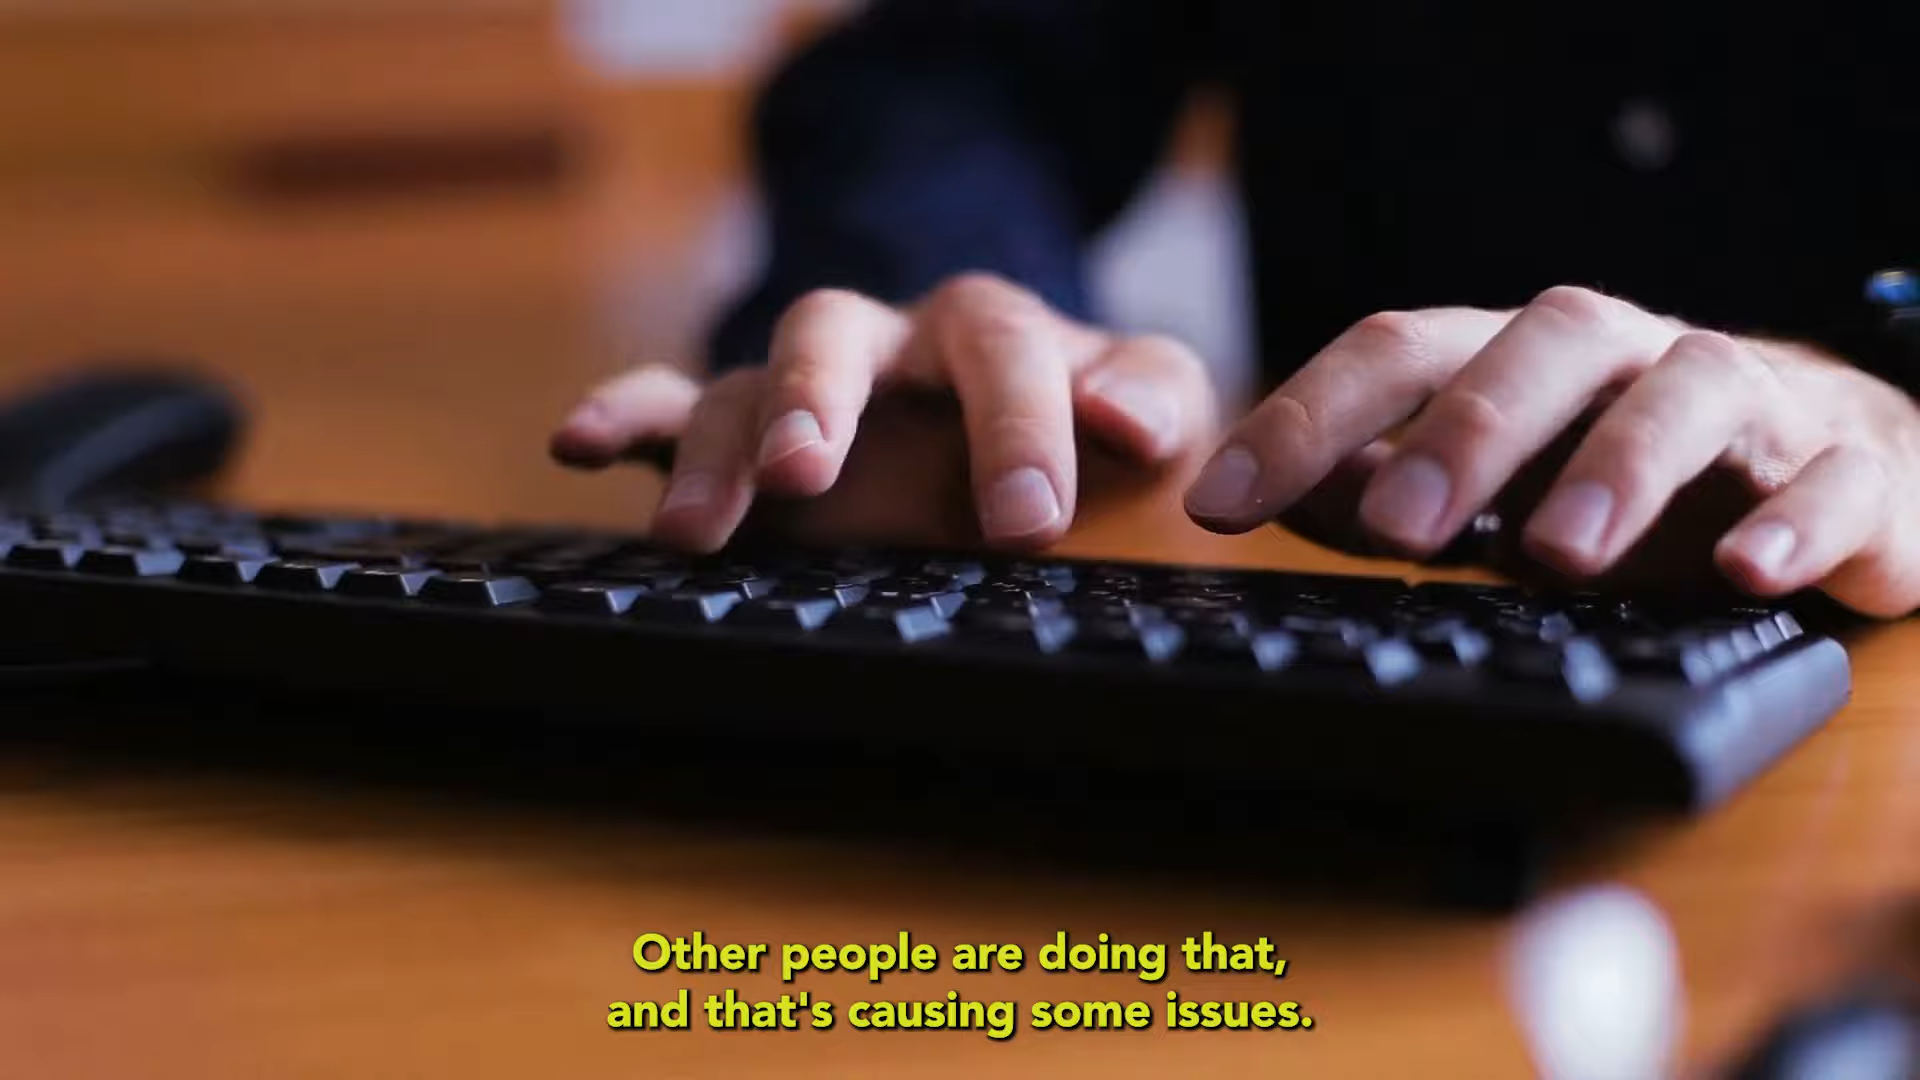 Other people are doing that,
and that's causing some issues.